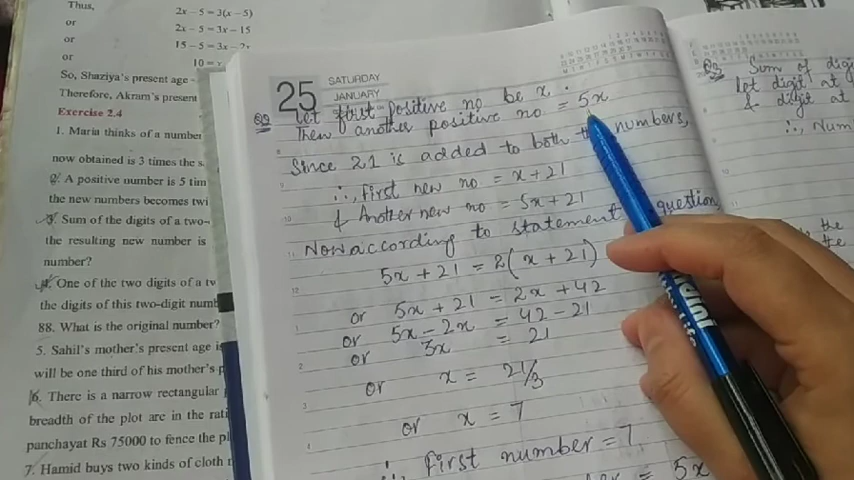 Thus,
2x – 5 = 3(x – 5)
or
2x – 5 = 3x – 15
or
15 – 5 = 3x – 2x
or
10 =
So, Shaziya's present age
Therefore, Akram's present
Exercise 2.4
1. Maria thinks of a number
now obtained is 3 times the s
2. A positive number is 5 tim
the new numbers becomes twi
3. Sum of the digits of a two-
the resulting new number is
number?
4. One of the two digits of a tw
the digits of this two-digit numb
88. What is the original number?
5. Sahil's mother's present age
will be one third of his mother's p
6. There is a narrow rectangular
breadth of the plot are in the rati
panchayat Rs 75000 to fence the pl
7. Hamid buys two kinds of cloth
25 SATURDAY
JANUARY
Q2 Let first positive no be x.
Then another positive no = 5x
Since 21 is added to both the numbers,
∴, First new no = x + 21
& Another new no = 5x + 21
Now according to statement question
5x + 21 = 2(x + 21)
or 5x + 21 = 2x + 42
or 5x – 2x = 42 – 21
or 3x = 21
or x = 21/3
or x = 7
∴ First number = 7
= 5x
Q3 Sum of dig
let digit at
& digit at
∴, Num
the
the